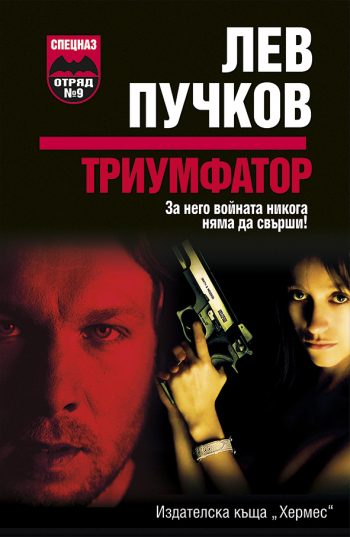 СПЕЦНАЗ
ОТРЯД
№9
ЛЕВ
ПУЧКОВ
ТРИУМФАТОР
За него войната никога
няма да свърши!
Издателска къща „Хермес“